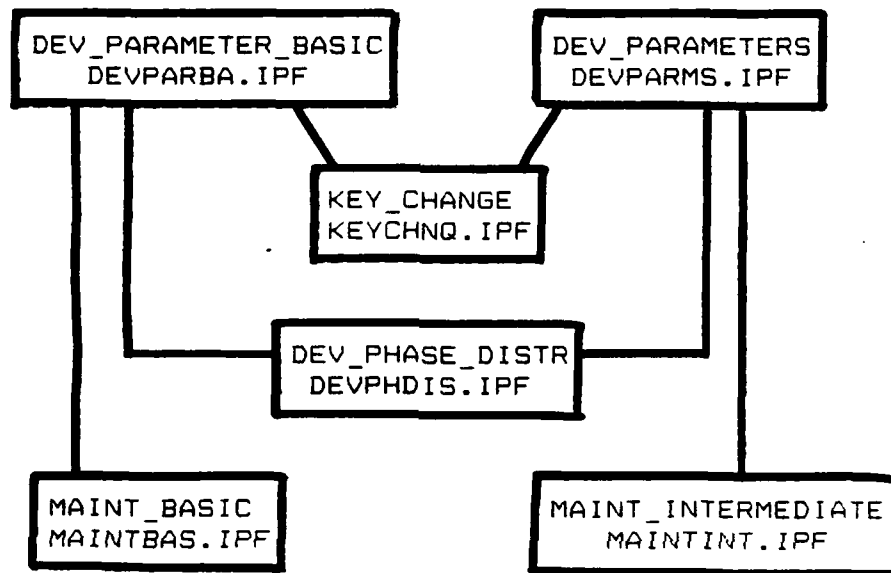 DEV_PARAMETER_BASIC
DEVPARBA.IPF
DEV_PARAMETERS
DEVPARMS.IPF
KEY_CHANGE
KEYCHNQ.IPF
DEV_PHASE_DISTR
DEVPHDIS.IPF
MAINT_BASIC
MAINTBAS.IPF
MAINT_INTERMEDIATE
MAINTINT.IPF